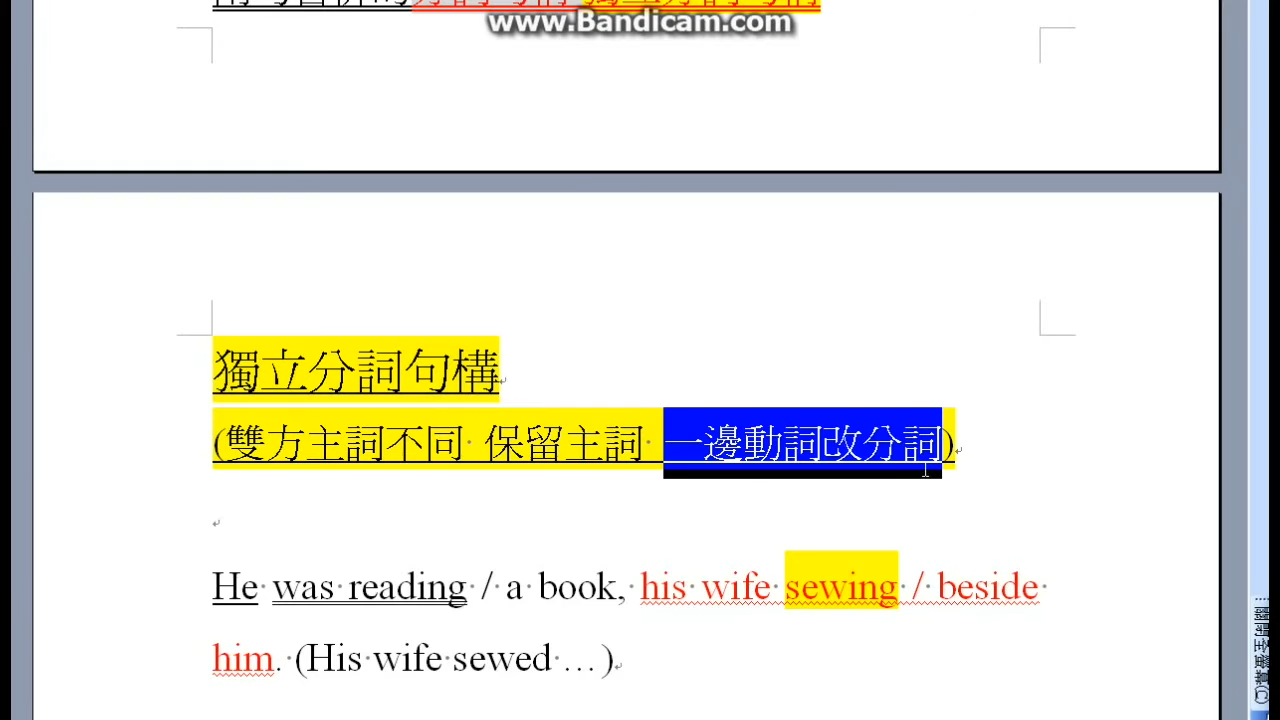 www.Bandicam.com
獨立分詞句構
(雙方主詞不同 保留主詞 一邊動詞改分詞)
He was reading / a book, his wife sewing / beside
him. (His wife sewed …)